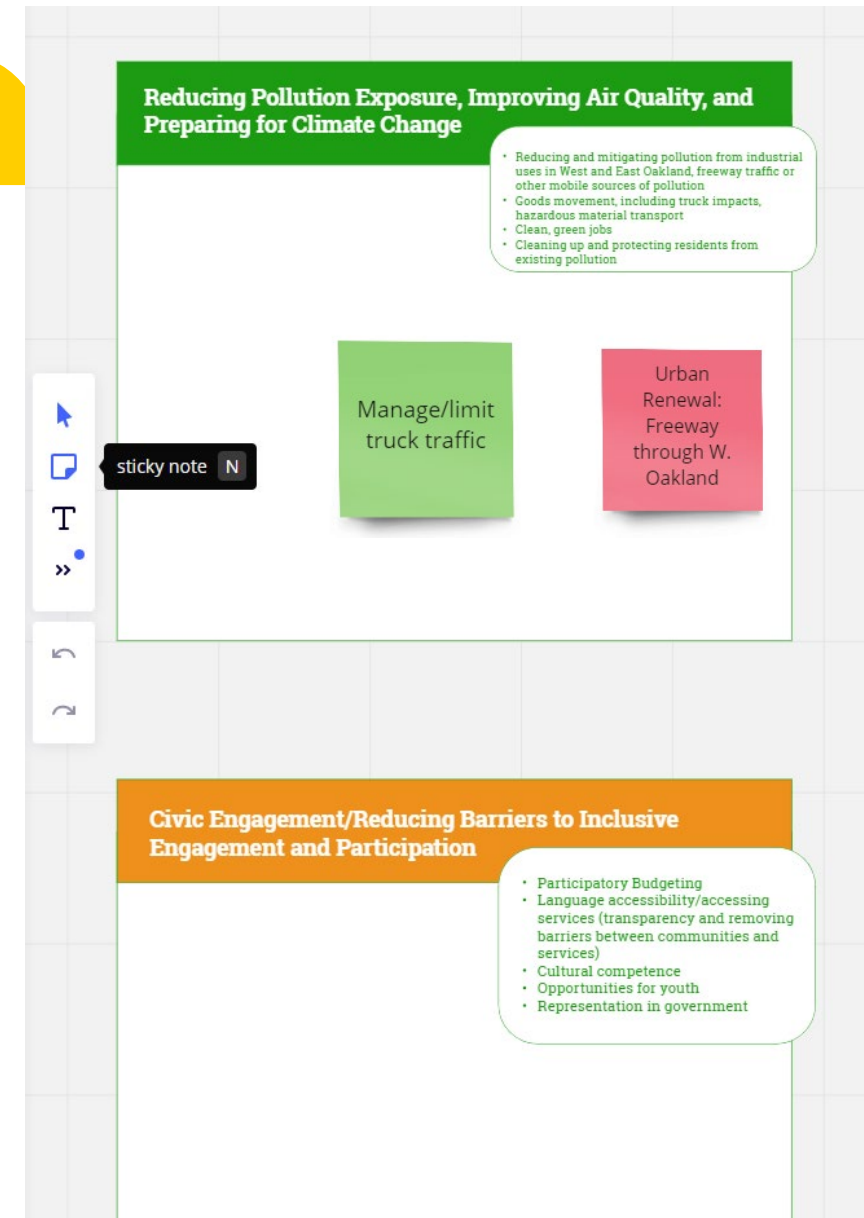 Reducing Pollution Exposure, Improving Air Quality, and
Preparing for Climate Change
• Reducing and mitigating pollution from industrial
uses in West and East Oakland, freeway traffic or
other mobile sources of pollution
• Goods movement, including truck impacts,
hazardous material transport
• Clean, green jobs
• Cleaning up and protecting residents from
existing pollution
Manage/limit
truck traffic
Urban
Renewal:
Freeway
through W.
Oakland
sticky note N
T
Civic Engagement/Reducing Barriers to Inclusive
Engagement and Participation
• Participatory Budgeting
• Language accessibility/accessing
services (transparency and removing
barriers between communities and
services)
• Cultural competence
• Opportunities for youth
• Representation in government